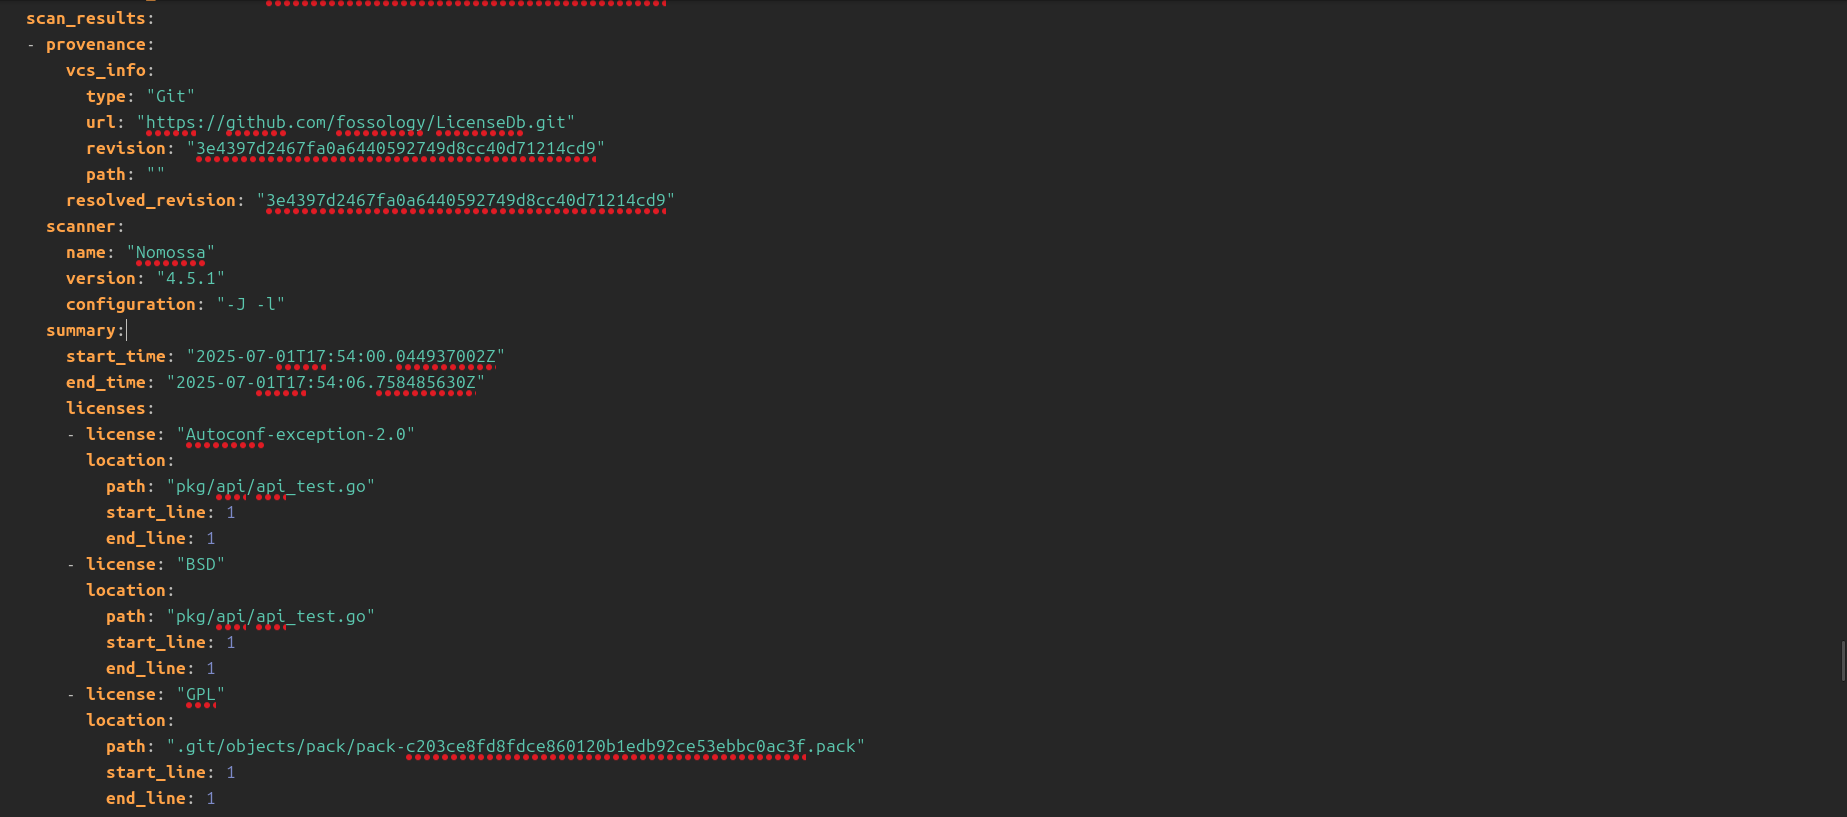 scan_results:
- provenance:
vcs_info:
type: "Git"
url: "https://github.com/fossology/LicenseDb.git"
revision: "3e4397d2467fa0a6440592749d8cc40d71214cd9"
path: ""
resolved_revision: "3e4397d2467fa0a6440592749d8cc40d71214cd9"
scanner:
name: "Nomossa"
version: "4.5.1"
configuration: "-J -l"
summary:
start_time: "2025-07-01T17:54:00.044937002Z"
end_time: "2025-07-01T17:54:06.758485630Z"
licenses:
- license: "Autoconf-exception-2.0"
location:
path: "pkg/api/api_test.go"
start_line: 1
end_line: 1
- license: "BSD"
location:
path: "pkg/api/api_test.go"
start_line: 1
end_line: 1
- license: "GPL"
location:
path: ".git/objects/pack/pack-c203ce8fd8fdce860120b1edb92ce53ebbc0ac3f.pack"
start_line: 1
end_line: 1